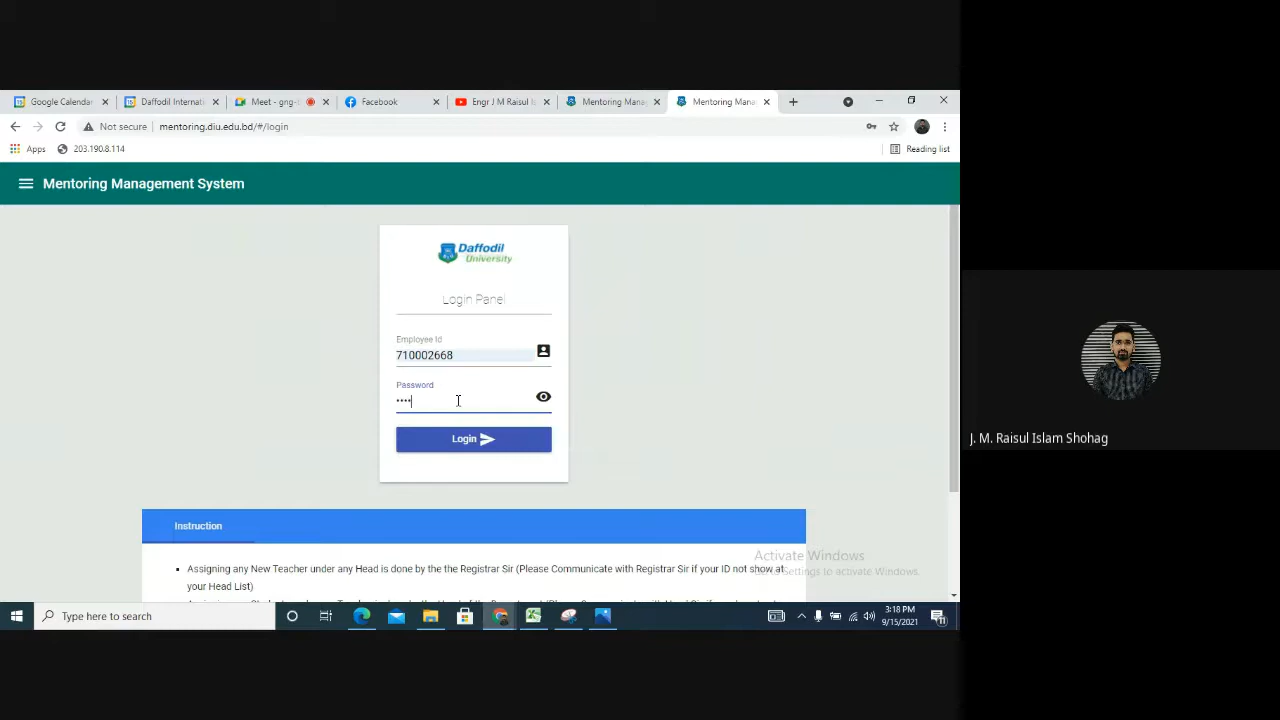 Google Calendar
Daffodil Internati
Meet - gng-
Facebook
Engr J M Raisul Is
Mentoring Mana
Mentoring Mana
Not secure
mentoring.diu.edu.bd/#/login
Apps
203.190.8.114
Reading list
Mentoring Management System
Daffodil
University
Login Panel
Employee Id
710002668
Password
••••
Login
J. M. Raisul Islam Shohag
Instruction
Activate Windows
Assigning any New Teacher under any Head is done by the the Registrar Sir (Please Communicate with Registrar Sir if your ID not show at
to activate Windows.
your Head List)
Type here to search
3:18 PM
9/15/2021